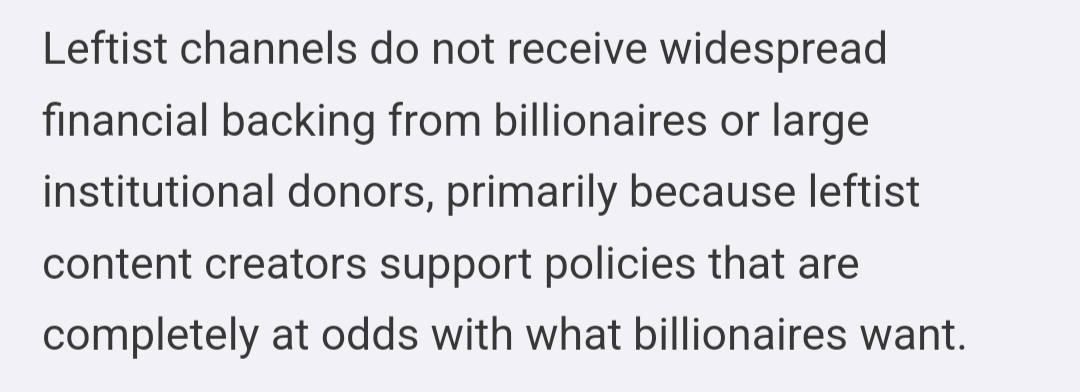 Leftist channels do not receive widespread
financial backing from billionaires or large
institutional donors, primarily because leftist
content creators support policies that are
completely at odds with what billionaires want.